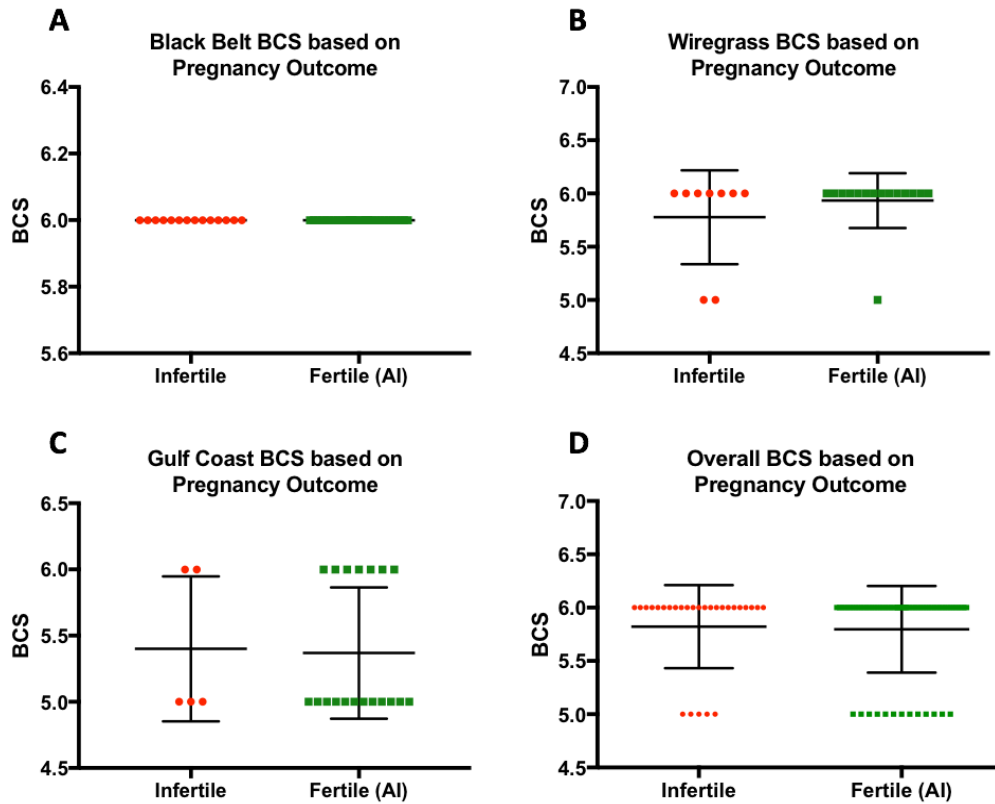 A
Black Belt BCS based on
Pregnancy Outcome
6.4
6.2
6.0
5.8
5.6
BCS
Infertile
Fertile (AI)
B
Wiregrass BCS based on
Pregnancy Outcome
7.0
6.5
6.0
5.5
5.0
4.5
BCS
Infertile
Fertile (AI)
C
Gulf Coast BCS based on
Pregnancy Outcome
6.5
6.0
5.5
5.0
4.5
BCS
Infertile
Fertile (AI)
D
Overall BCS based on
Pregnancy Outcome
7.0
6.5
6.0
5.5
5.0
4.5
BCS
Infertile
Fertile (AI)